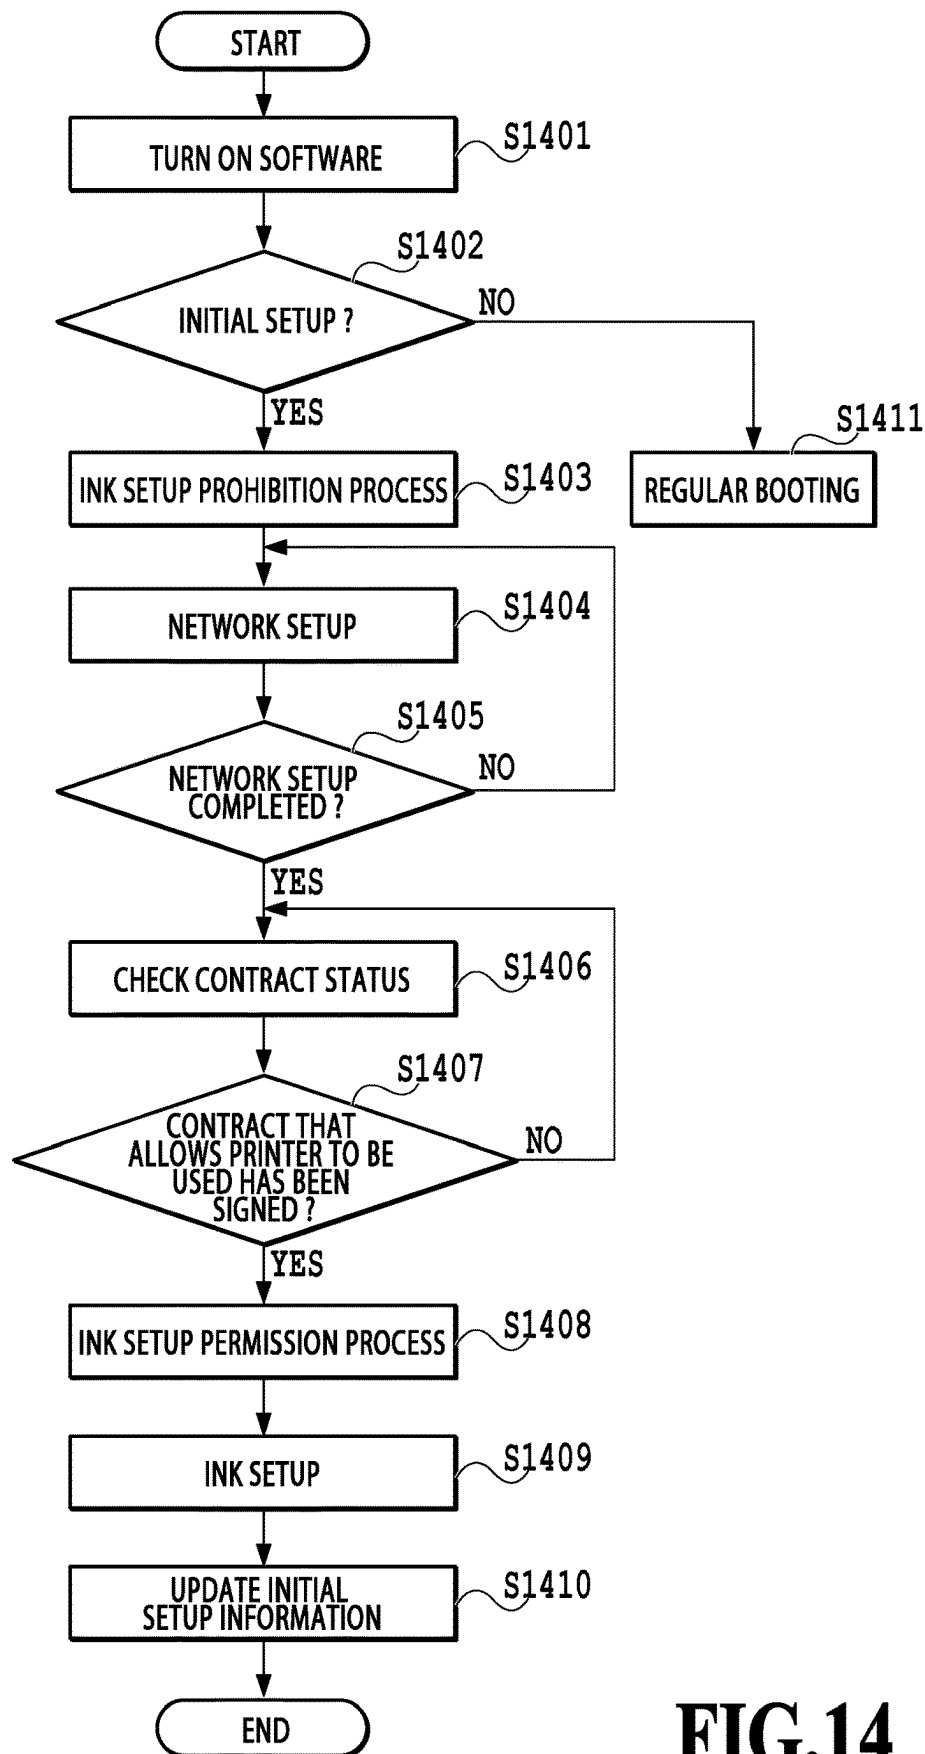 START
TURN ON SOFTWARE
S1401
S1402
INITIAL SETUP ?
NO
YES
S1411
INK SETUP PROHIBITION PROCESS
S1403
REGULAR BOOTING
NETWORK SETUP
S1404
S1405
NETWORK SETUP
COMPLETED ?
NO
YES
CHECK CONTRACT STATUS
S1406
S1407
CONTRACT THAT
ALLOWS PRINTER TO BE
USED HAS BEEN
SIGNED ?
NO
YES
INK SETUP PERMISSION PROCESS
S1408
INK SETUP
S1409
UPDATE INITIAL
SETUP INFORMATION
S1410
END
FIG.14